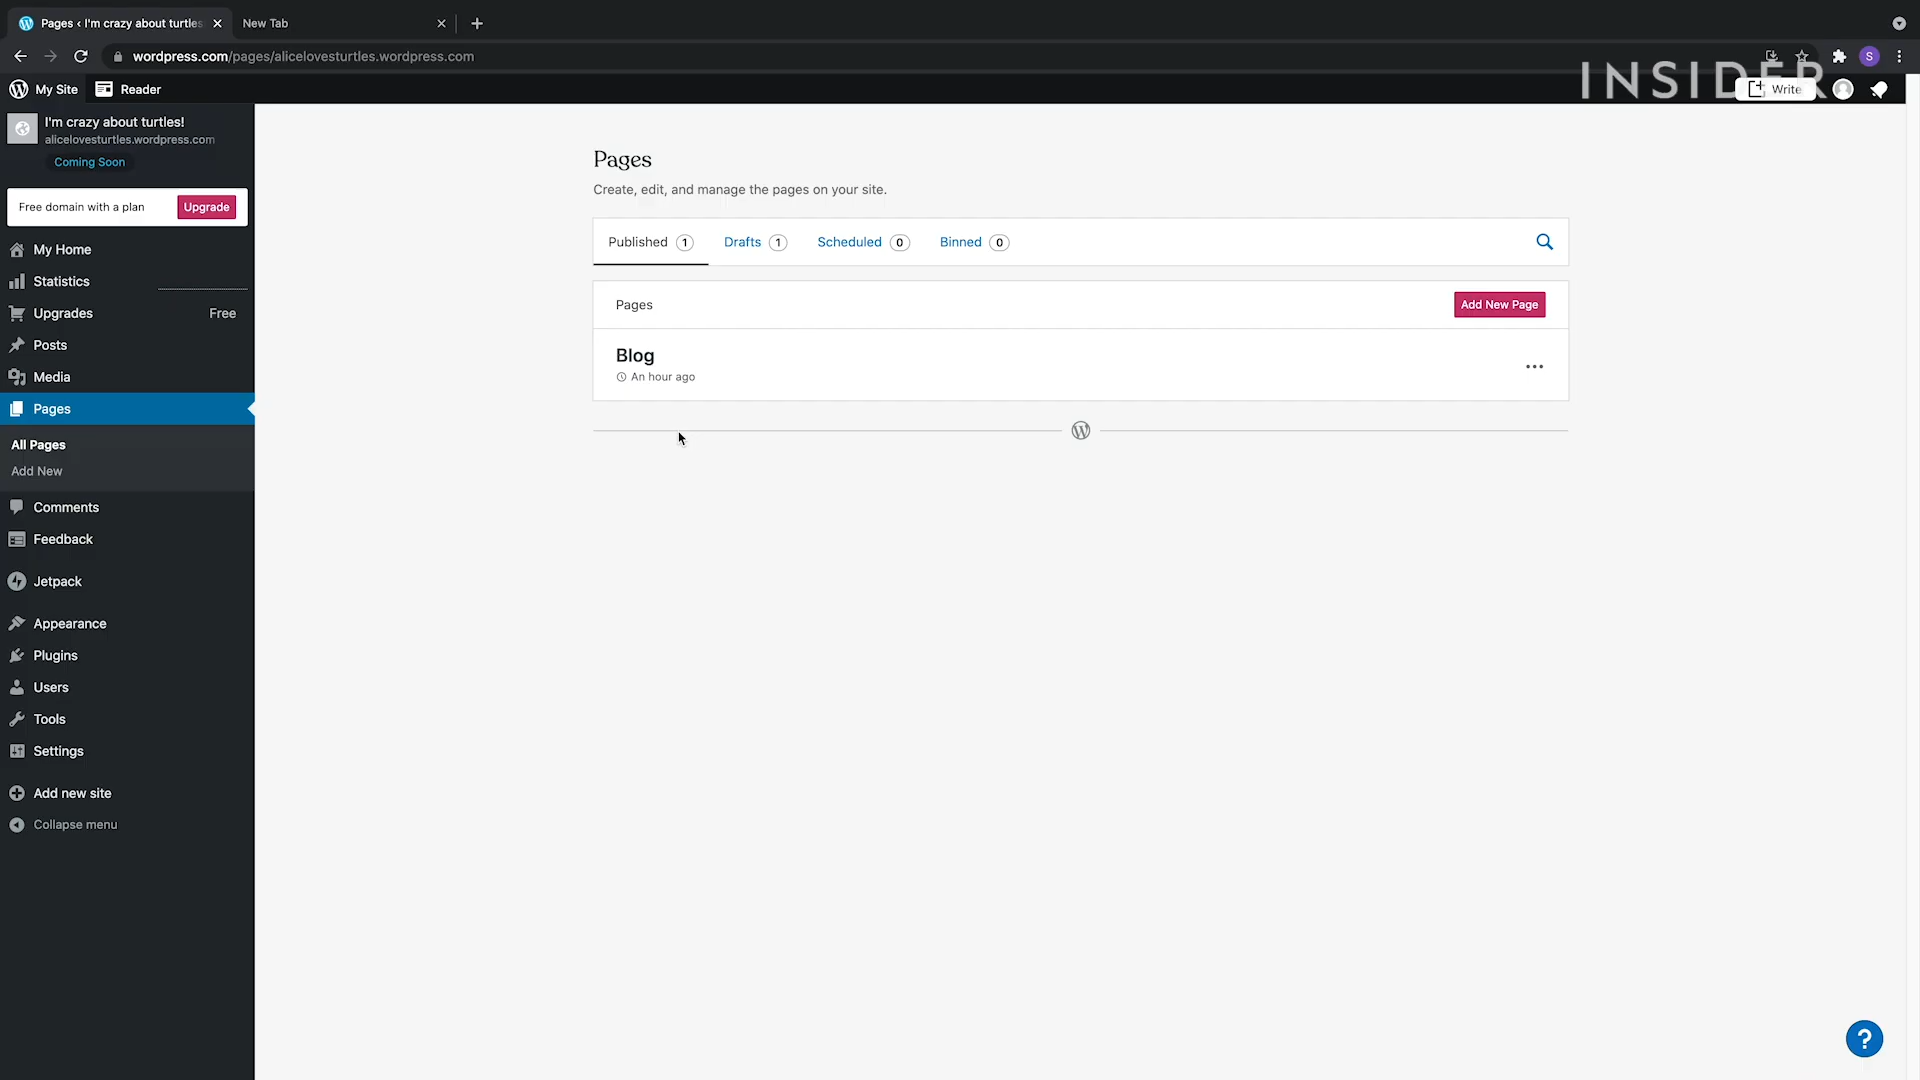 Pages < I'm crazy about turtles
New Tab
wordpress.com/pages/alicelovesturtles.wordpress.com
S
INSIDER
My Site
Reader
Write
I'm crazy about turtles!
alicelovesturtles.wordpress.com
Coming Soon
Free domain with a plan
Upgrade
My Home
Statistics
Upgrades
Free
Posts
Media
Pages
All Pages
Add New
Comments
Feedback
Jetpack
Appearance
Plugins
Users
Tools
Settings
Add new site
Collapse menu
Pages
Create, edit, and manage the pages on your site.
Published 1
Drafts 1
Scheduled 0
Binned 0
Pages
Add New Page
Blog
An hour ago
?